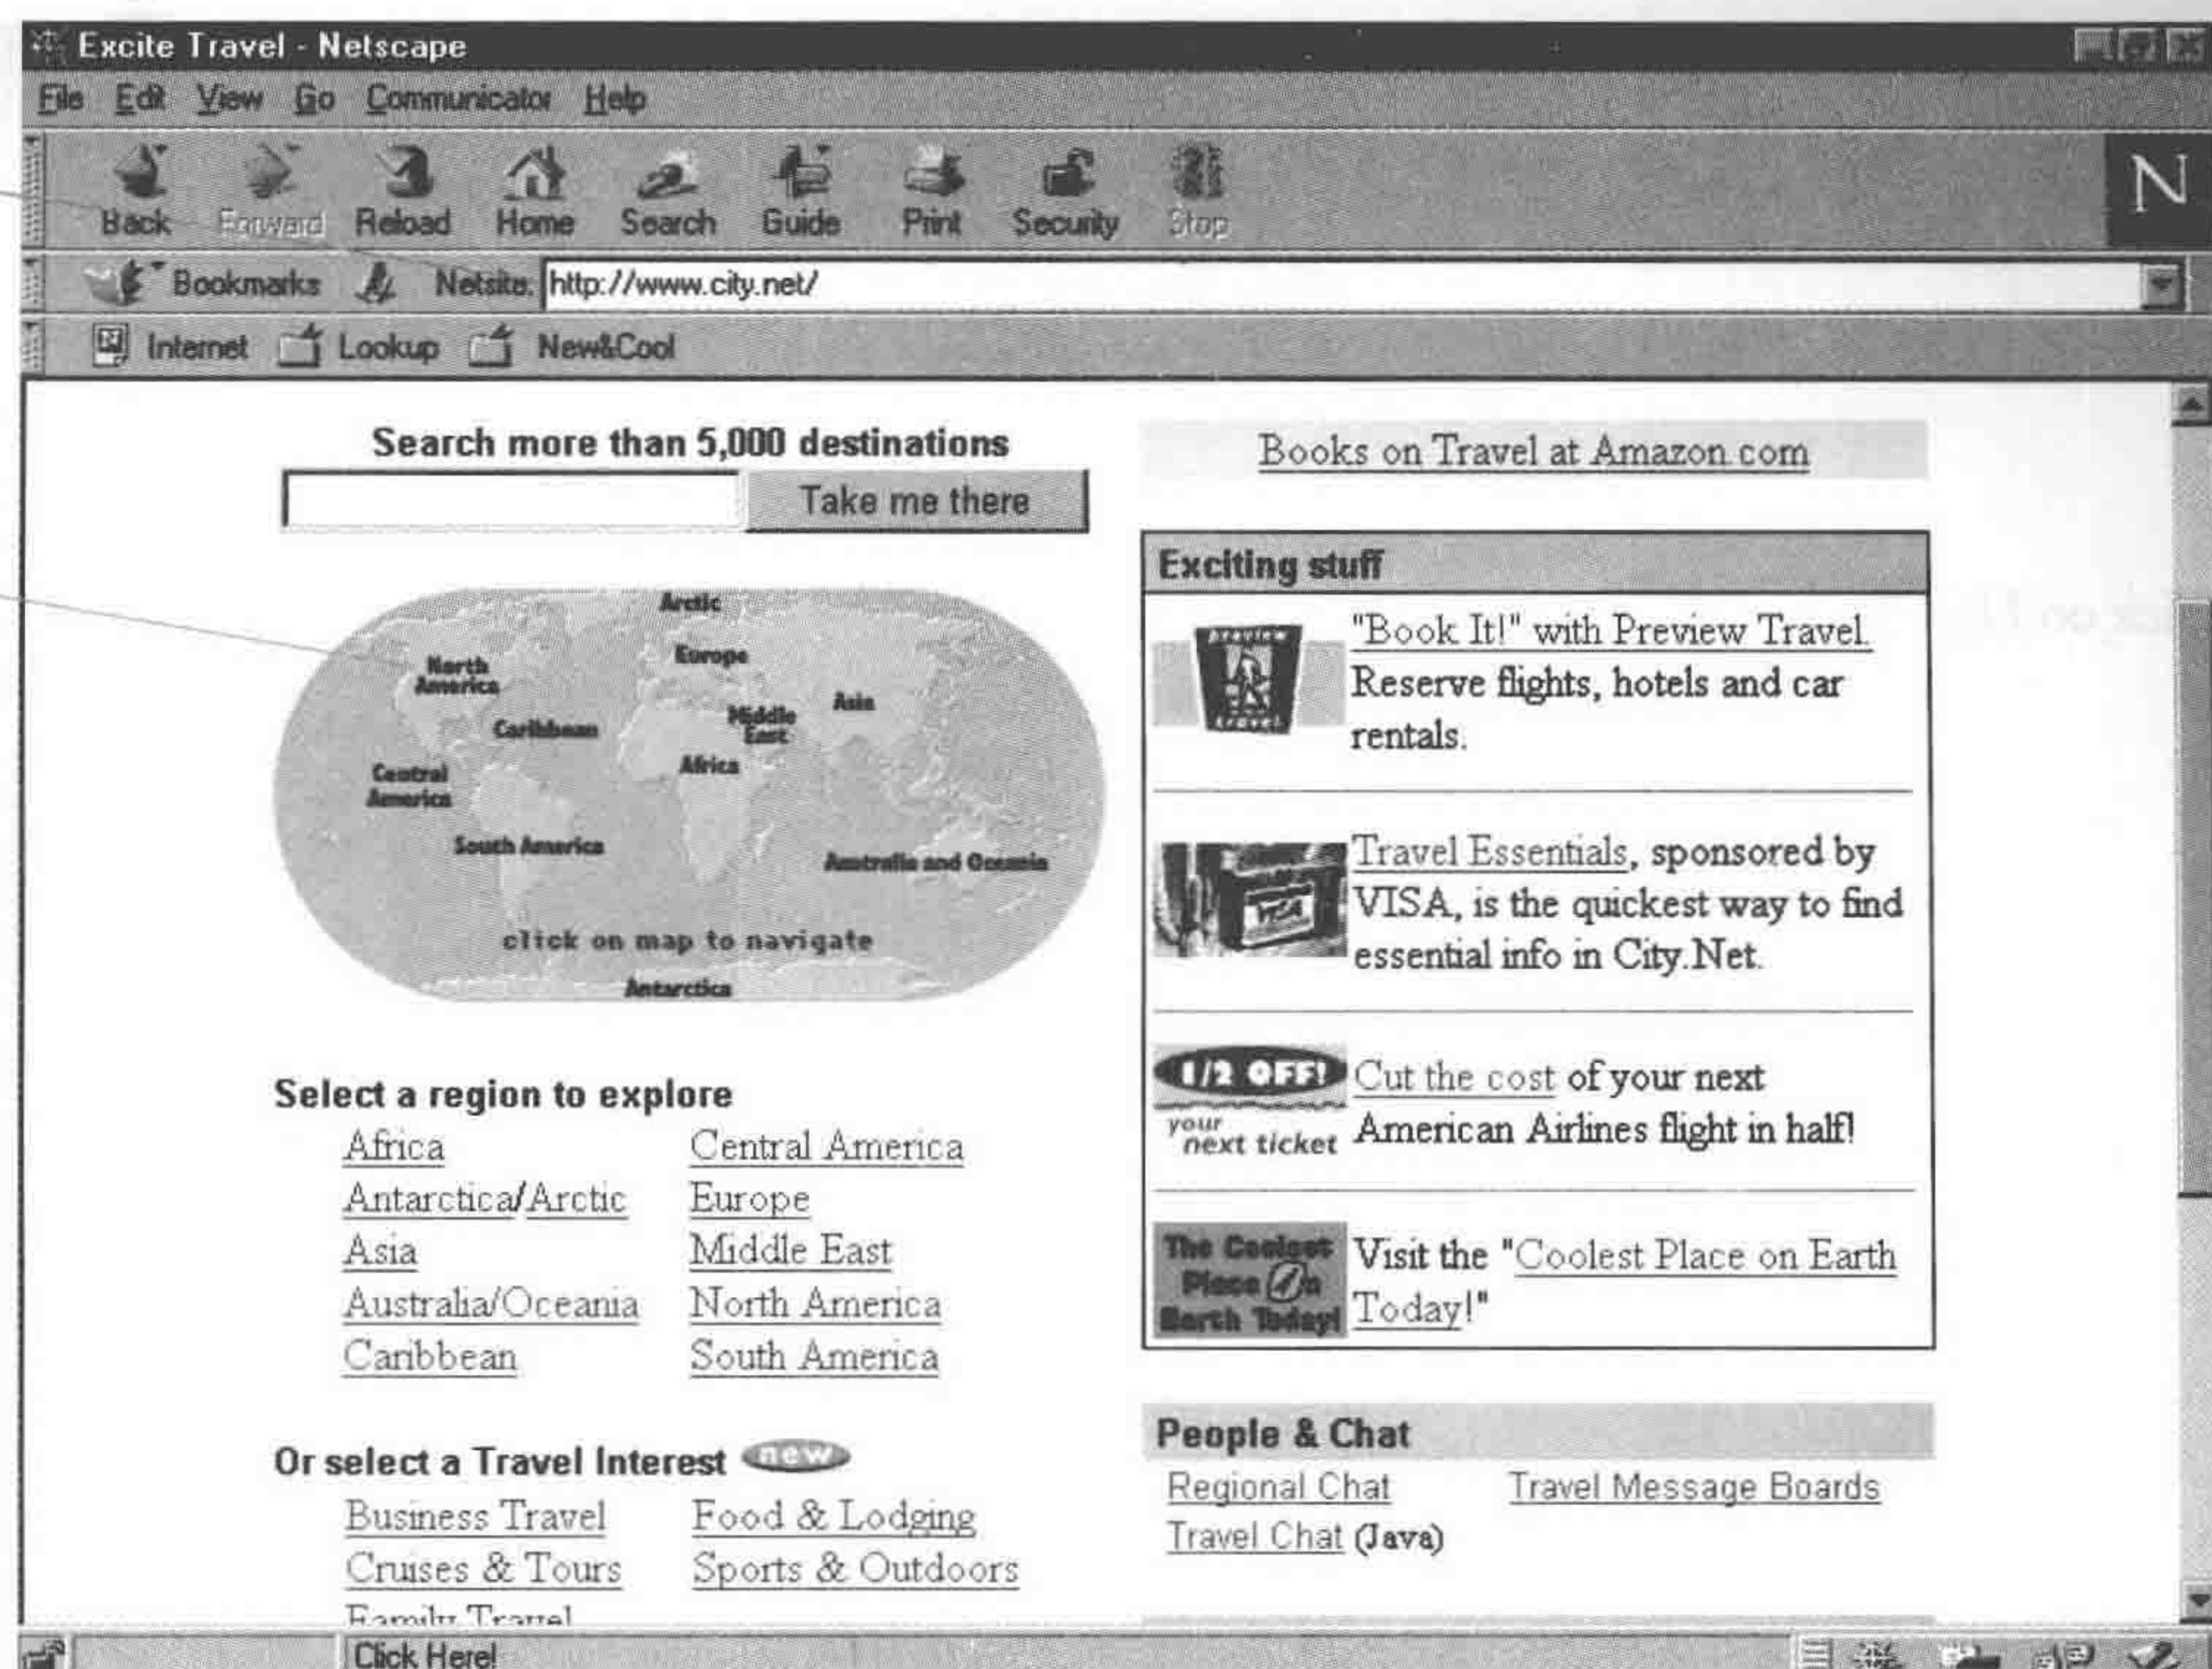 Excite Travel - Netscape
File Edit View Go Communicator Help
Back Forward Reload Home Search Guide Print Security Stop
N
Bookmarks Netsite: http://www.city.net/
Internet Lookup New&Cool
Search more than 5,000 destinations
Take me there
Arctic
North
America
Europe
Asia
Middle
East
Caribbean
Africa
Central
America
South America
Australia and Oceania
click on map to navigate
Antarctica
Select a region to explore
Africa Central America
Antarctica/Arctic Europe
Asia Middle East
Australia/Oceania North America
Caribbean South America
Or select a Travel Interest new
Business Travel Food & Lodging
Cruises & Tours Sports & Outdoors
Family Travel
Books on Travel at Amazon.com
Exciting stuff
preview
travel
"Book It!" with Preview Travel.
Reserve flights, hotels and car
rentals.
VISA
Travel Essentials, sponsored by
VISA, is the quickest way to find
essential info in City.Net.
1/2 OFF!
your
next ticket
Cut the cost of your next
American Airlines flight in half!
The Coolest
Place On
Earth Today!
Visit the "Coolest Place on Earth
Today!"
People & Chat
Regional Chat Travel Message Boards
Travel Chat (Java)
Click Here!